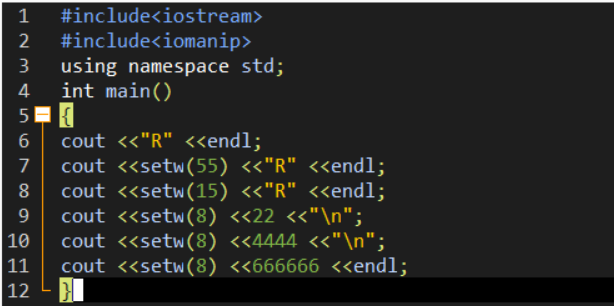 1 #include<iostream>
2 #include<iomanip>
3 using namespace std;
4 int main()
5 {
6 cout <<"R" <<endl;
7 cout <<setw(55) <<"R" <<endl;
8 cout <<setw(15) <<"R" <<endl;
9 cout <<setw(8) <<22 <<"\n";
10 cout <<setw(8) <<4444 <<"\n";
11 cout <<setw(8) <<666666 <<endl;
12 }